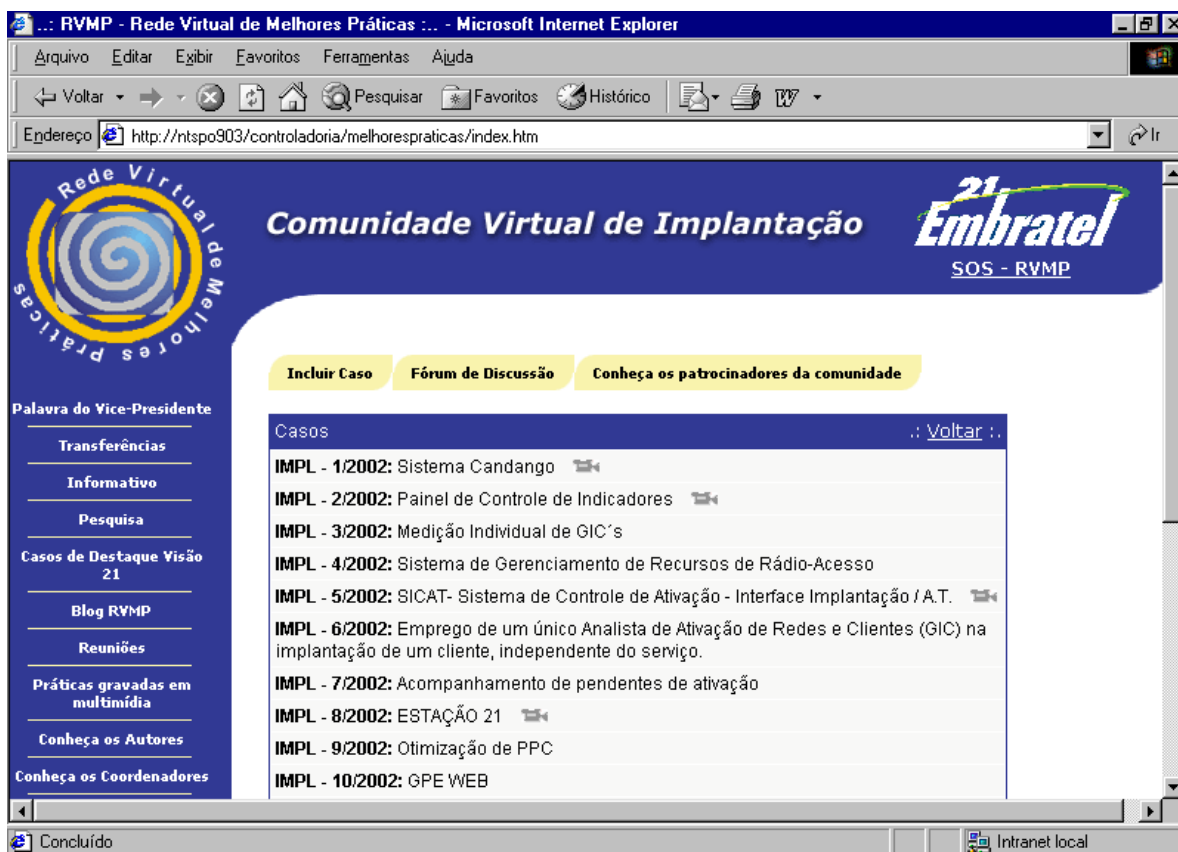 ..: RVMP - Rede Virtual de Melhores Práticas :... - Microsoft Internet Explorer
Arquivo Editar Exibir Favoritos Ferramentas Ajuda
Voltar Pesquisar Favoritos Histórico
Endereço http://ntspo903/controladoria/melhorespraticas/index.htm Ir
Rede Virtual de Melhores Práticas
Comunidade Virtual de Implantação
21
Embratel
SOS - RVMP
Incluir Caso Fórum de Discussão Conheça os patrocinadores da comunidade
Palavra do Vice-Presidente
Transferências
Informativo
Pesquisa
Casos de Destaque Visão
21
Blog RVMP
Reuniões
Práticas gravadas em
multimídia
Conheça os Autores
Conheça os Coordenadores
Casos .: Voltar :.
IMPL - 1/2002: Sistema Candango
IMPL - 2/2002: Painel de Controle de Indicadores
IMPL - 3/2002: Medição Individual de GIC´s
IMPL - 4/2002: Sistema de Gerenciamento de Recursos de Rádio-Acesso
IMPL - 5/2002: SICAT- Sistema de Controle de Ativação - Interface Implantação / A.T.
IMPL - 6/2002: Emprego de um único Analista de Ativação de Redes e Clientes (GIC) na
implantação de um cliente, independente do serviço.
IMPL - 7/2002: Acompanhamento de pendentes de ativação
IMPL - 8/2002: ESTAÇÃO 21
IMPL - 9/2002: Otimização de PPC
IMPL - 10/2002: GPE WEB
Concluído Intranet local